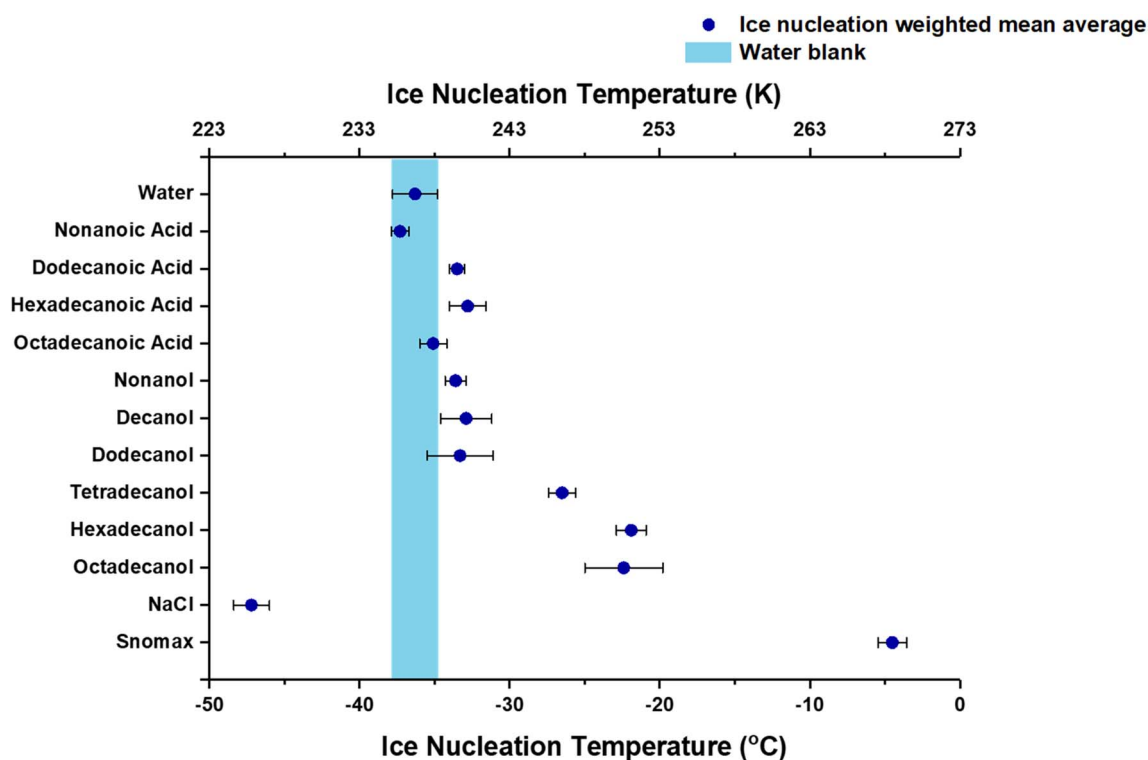 Ice nucleation weighted mean average
Water blank
Ice Nucleation Temperature (K)
223 233 243 253 263 273
Water
Nonanoic Acid
Dodecanoic Acid
Hexadecanoic Acid
Octadecanoic Acid
Nonanol
Decanol
Dodecanol
Tetradecanol
Hexadecanol
Octadecanol
NaCl
Snomax
-50 -40 -30 -20 -10 0
Ice Nucleation Temperature (°C)